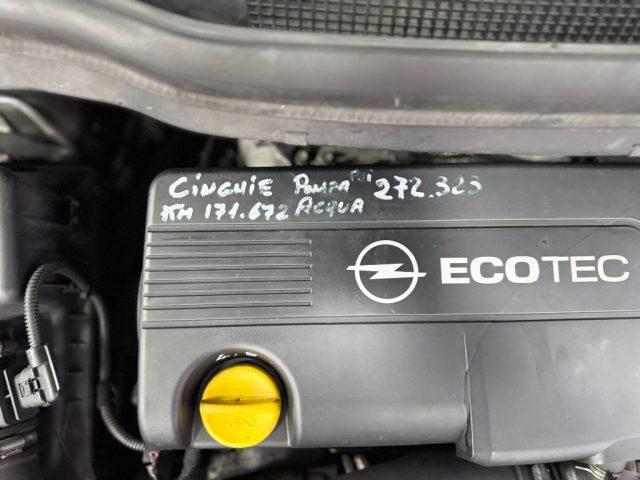 CINGHIE POMPA 272.323
KM 171.672 ACQUA
ECOTEC